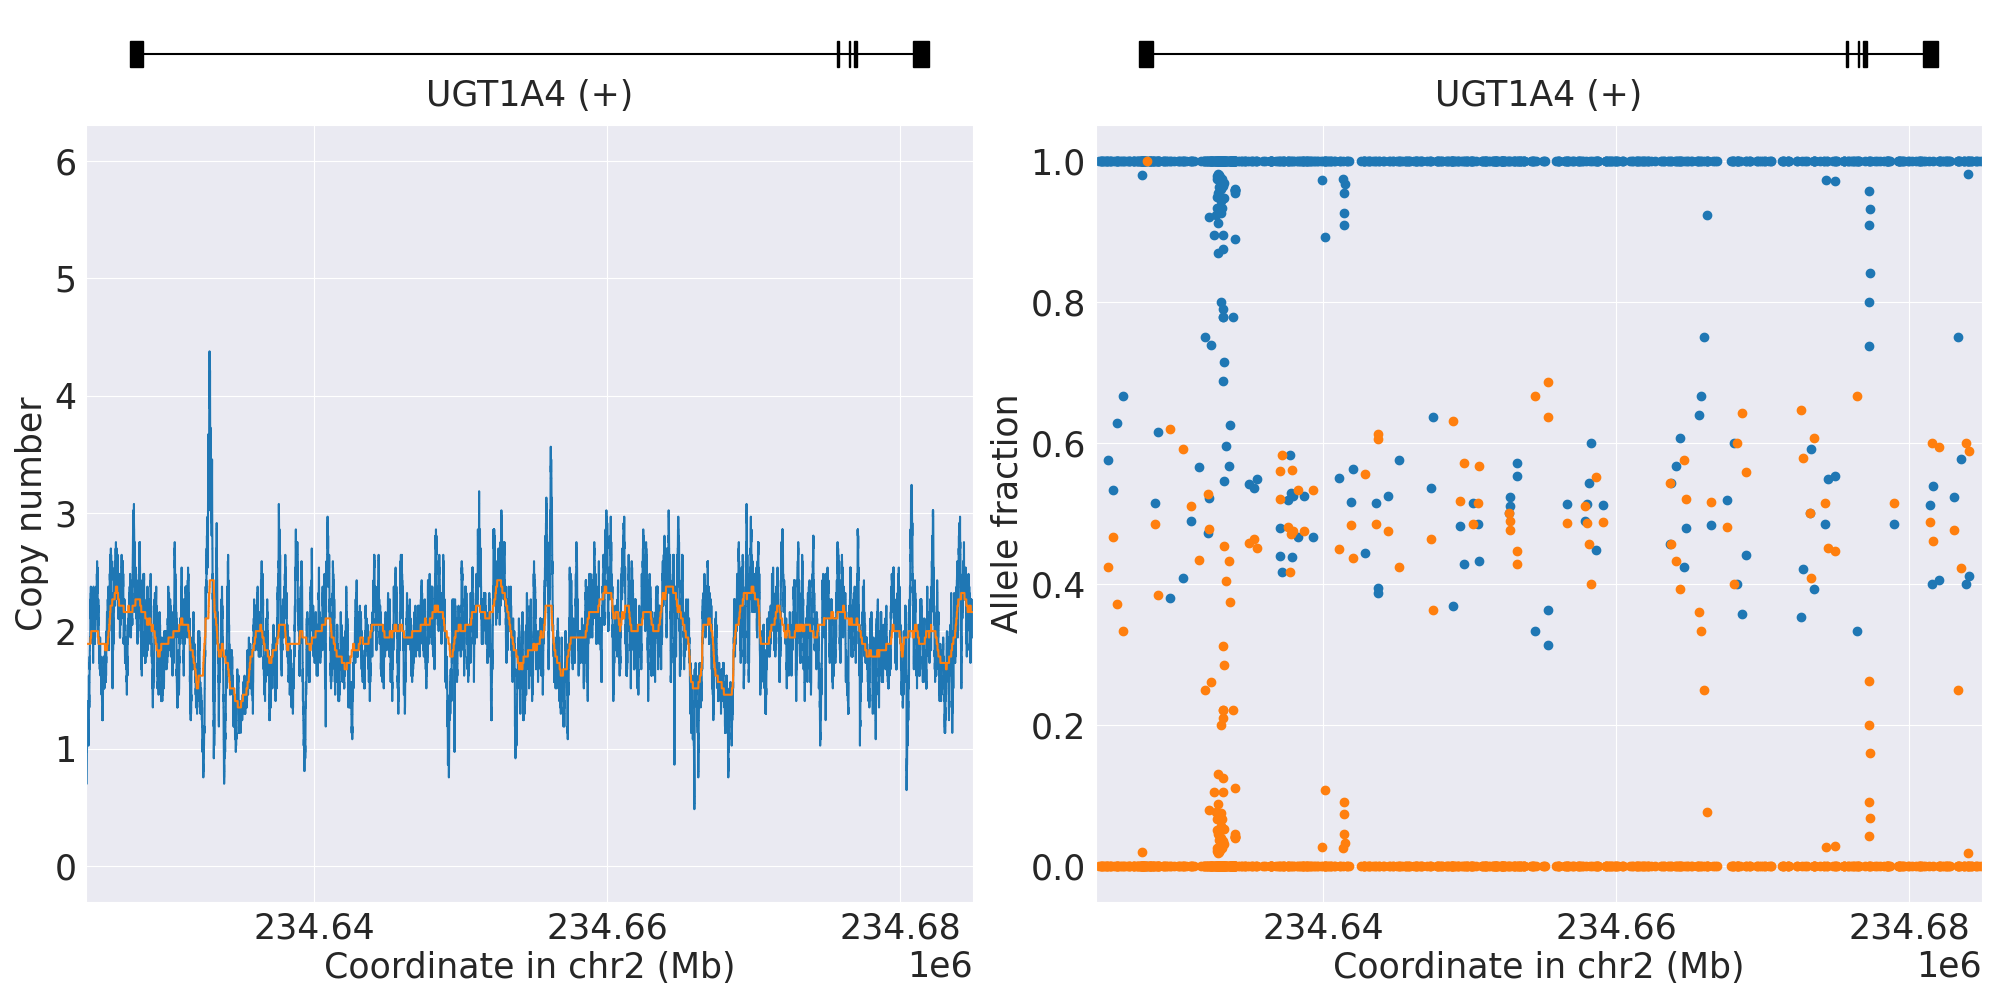 UGT1A4 (+)
Copy number
6
5
4
3
2
1
0
234.64
234.66
234.68
1e6
Coordinate in chr2 (Mb)
UGT1A4 (+)
Allele fraction
1.0
0.8
0.6
0.4
0.2
0.0
234.64
234.66
234.68
1e6
Coordinate in chr2 (Mb)